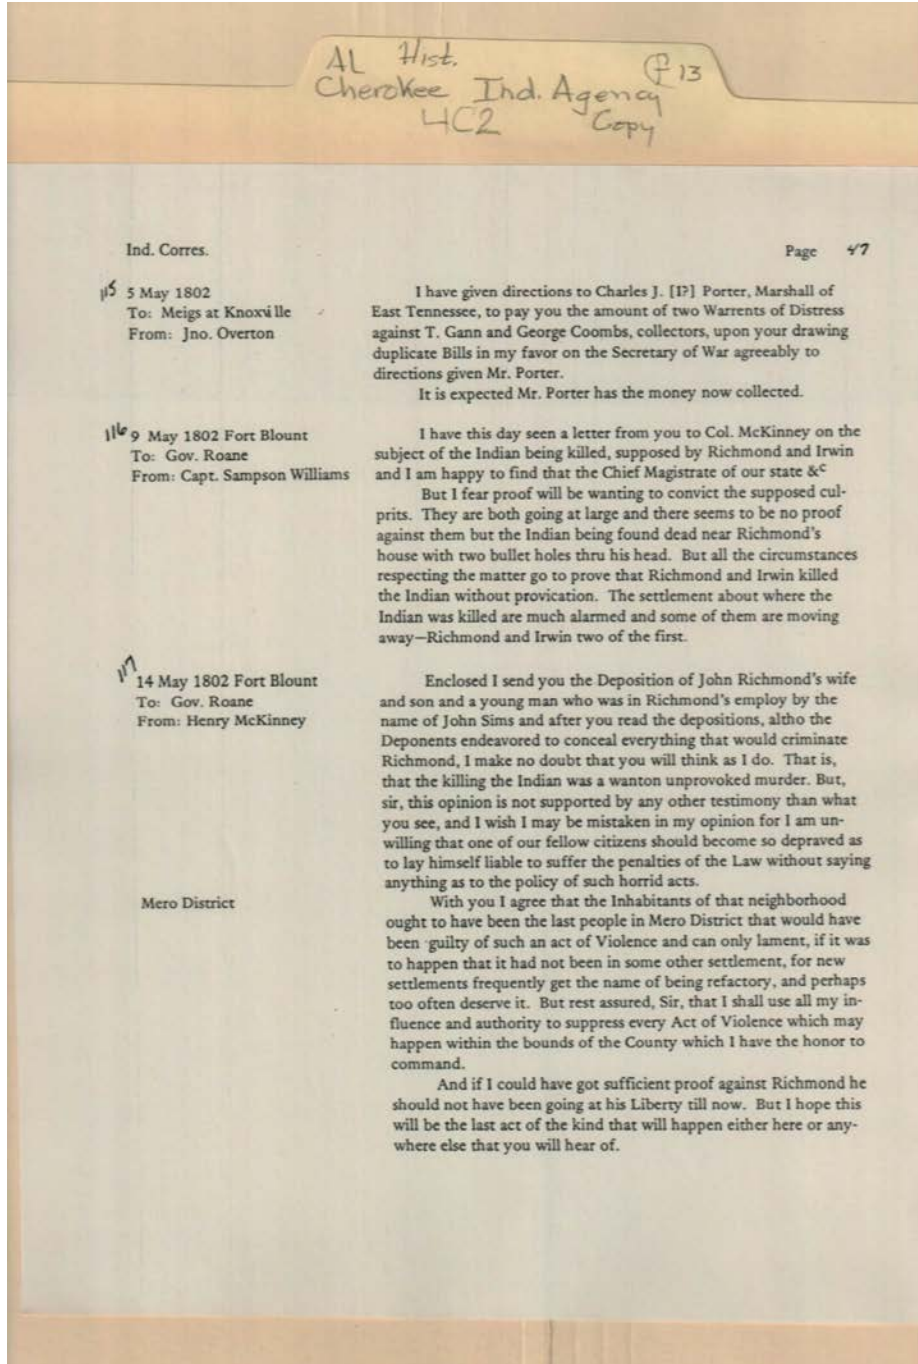 AL Hist. f 13
Cherokee Ind. Agency
4C2 Copy
Ind. Corres. Page 47
115 5 May 1802
To: Meigs at Knoxville
From: Jno. Overton
I have given directions to Charles J. [I?] Porter, Marshall of
East Tennessee, to pay you the amount of two Warrents of Distress
against T. Gann and George Coombs, collectors, upon your drawing
duplicate Bills in my favor on the Secretary of War agreeably to
directions given Mr. Porter.
It is expected Mr. Porter has the money now collected.
116 9 May 1802 Fort Blount
To: Gov. Roane
From: Capt. Sampson Williams
I have this day seen a letter from you to Col. McKinney on the
subject of the Indian being killed, supposed by Richmond and Irwin
and I am happy to find that the Chief Magistrate of our state &c
But I fear proof will be wanting to convict the supposed cul-
prits. They are both going at large and there seems to be no proof
against them but the Indian being found dead near Richmond's
house with two bullet holes thru his head. But all the circumstances
respecting the matter go to prove that Richmond and Irwin killed
the Indian without provication. The settlement about where the
Indian was killed are much alarmed and some of them are moving
away—Richmond and Irwin two of the first.
117 14 May 1802 Fort Blount
To: Gov. Roane
From: Henry McKinney
Enclosed I send you the Deposition of John Richmond's wife
and son and a young man who was in Richmond's employ by the
name of John Sims and after you read the depositions, altho the
Deponents endeavored to conceal everything that would criminate
Richmond, I make no doubt that you will think as I do. That is,
that the killing the Indian was a wanton unprovoked murder. But,
sir, this opinion is not supported by any other testimony than what
you see, and I wish I may be mistaken in my opinion for I am un-
willing that one of our fellow citizens should become so depraved as
to lay himself liable to suffer the penalties of the Law without saying
anything as to the policy of such horrid acts.
Mero District
With you I agree that the Inhabitants of that neighborhood
ought to have been the last people in Mero District that would have
been guilty of such an act of Violence and can only lament, if it was
to happen that it had not been in some other settlement, for new
settlements frequently get the name of being refactory, and perhaps
too often deserve it. But rest assured, Sir, that I shall use all my in-
fluence and authority to suppress every Act of Violence which may
happen within the bounds of the County which I have the honor to
command.
And if I could have got sufficient proof against Richmond he
should not have been going at his Liberty till now. But I hope this
will be the last act of the kind that will happen either here or any-
where else that you will hear of.